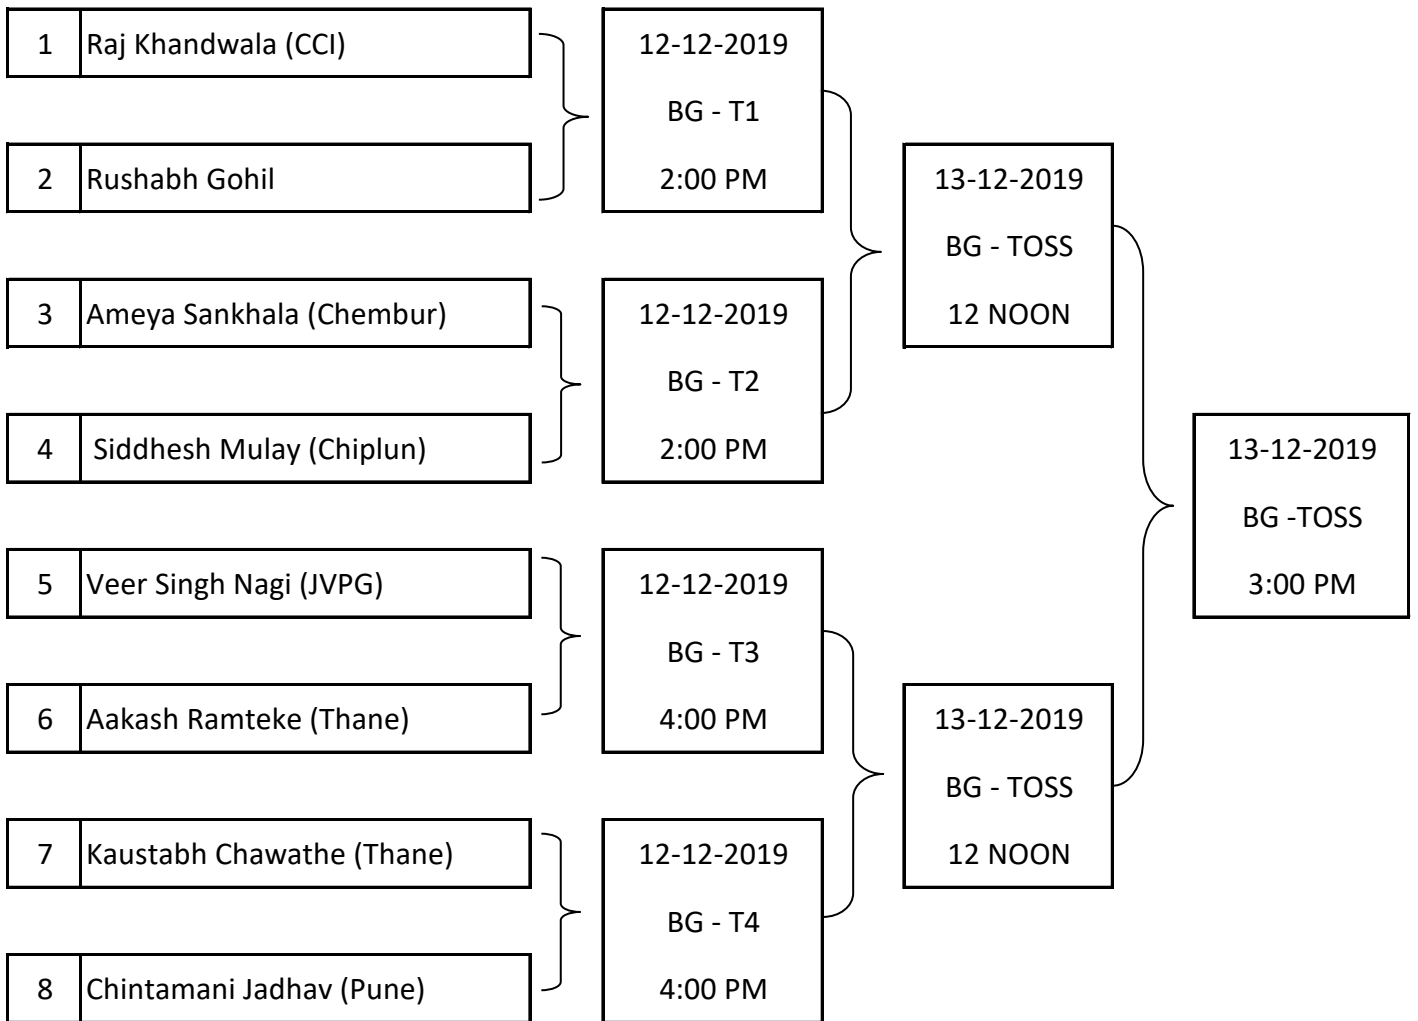 1 Raj Khandwala (CCI)
2 Rushabh Gohil
12-12-2019
BG - T1
2:00 PM
3 Ameya Sankhala (Chembur)
4 Siddhesh Mulay (Chiplun)
12-12-2019
BG - T2
2:00 PM
13-12-2019
BG - TOSS
12 NOON
5 Veer Singh Nagi (JVPG)
6 Aakash Ramteke (Thane)
12-12-2019
BG - T3
4:00 PM
7 Kaustabh Chawathe (Thane)
8 Chintamani Jadhav (Pune)
12-12-2019
BG - T4
4:00 PM
13-12-2019
BG - TOSS
12 NOON
13-12-2019
BG -TOSS
3:00 PM